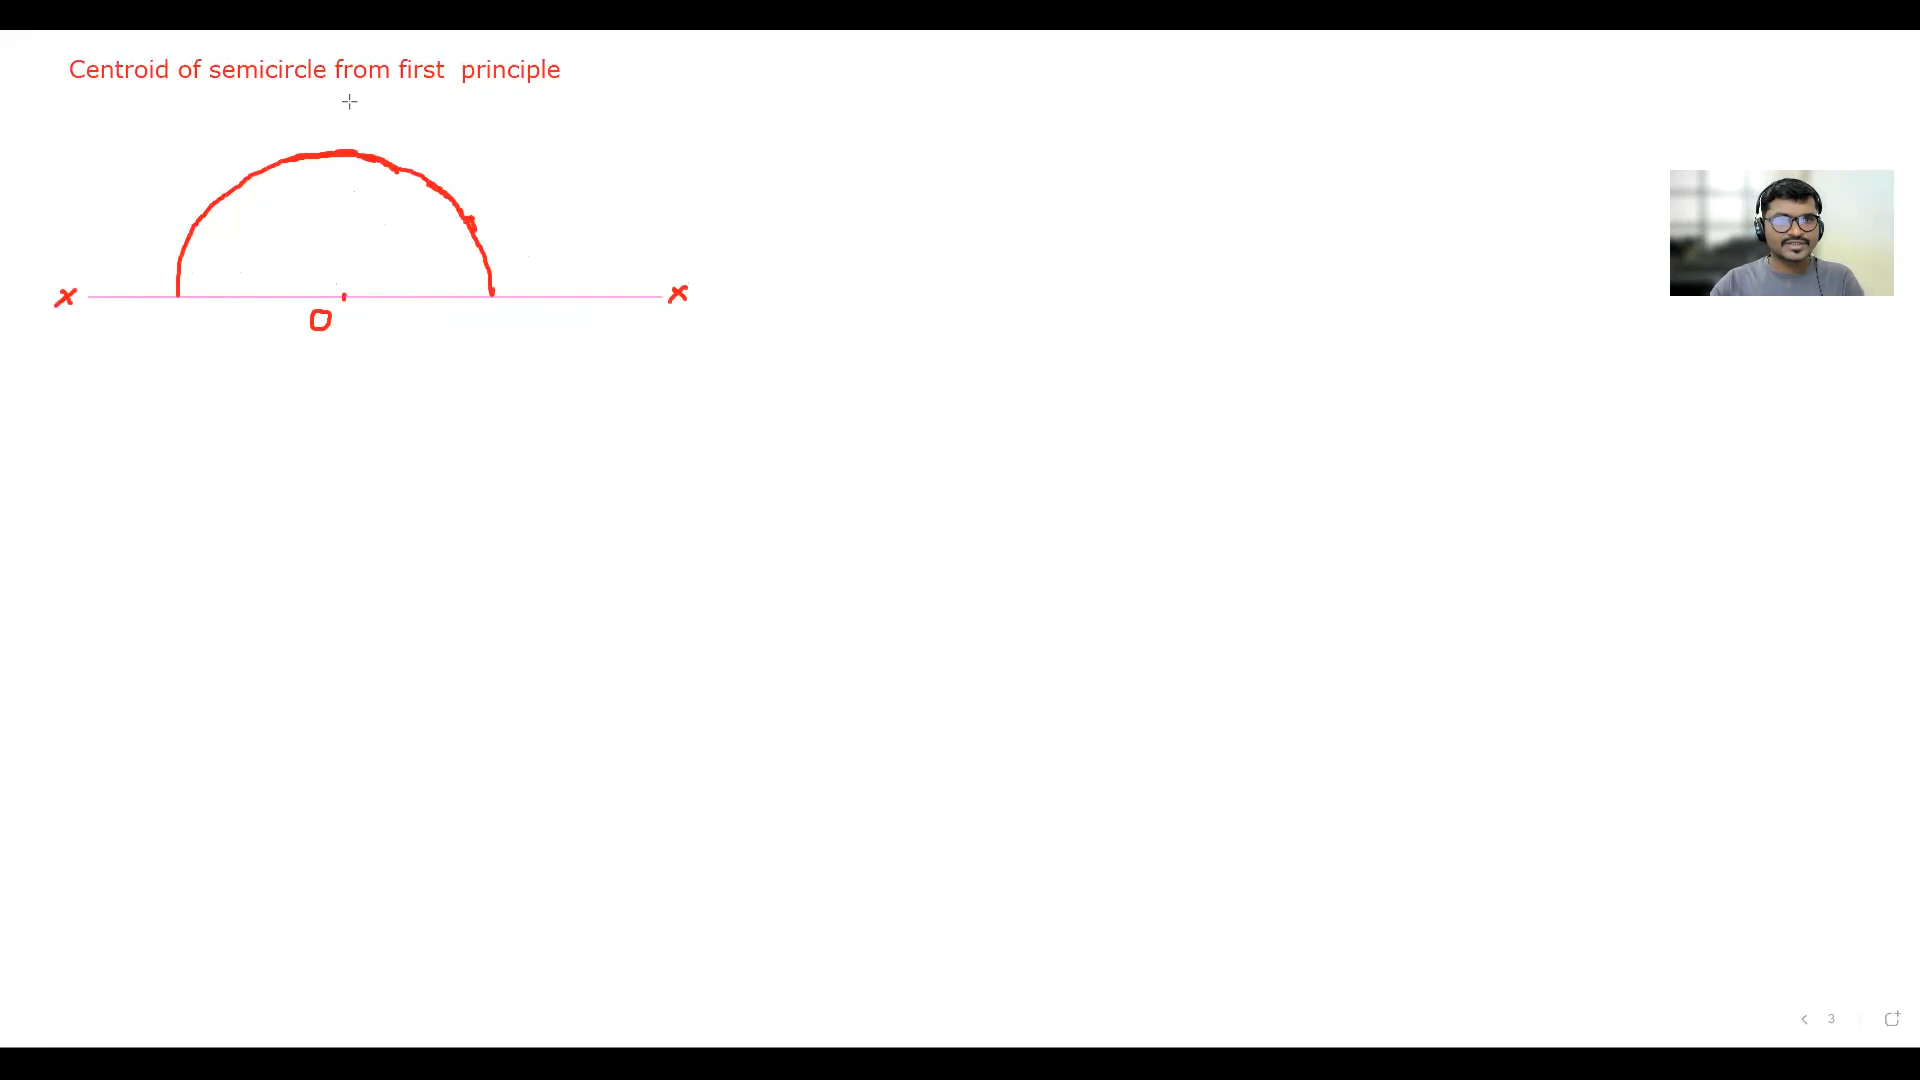 Centroid of semicircle from first principle
x x
O
< 3